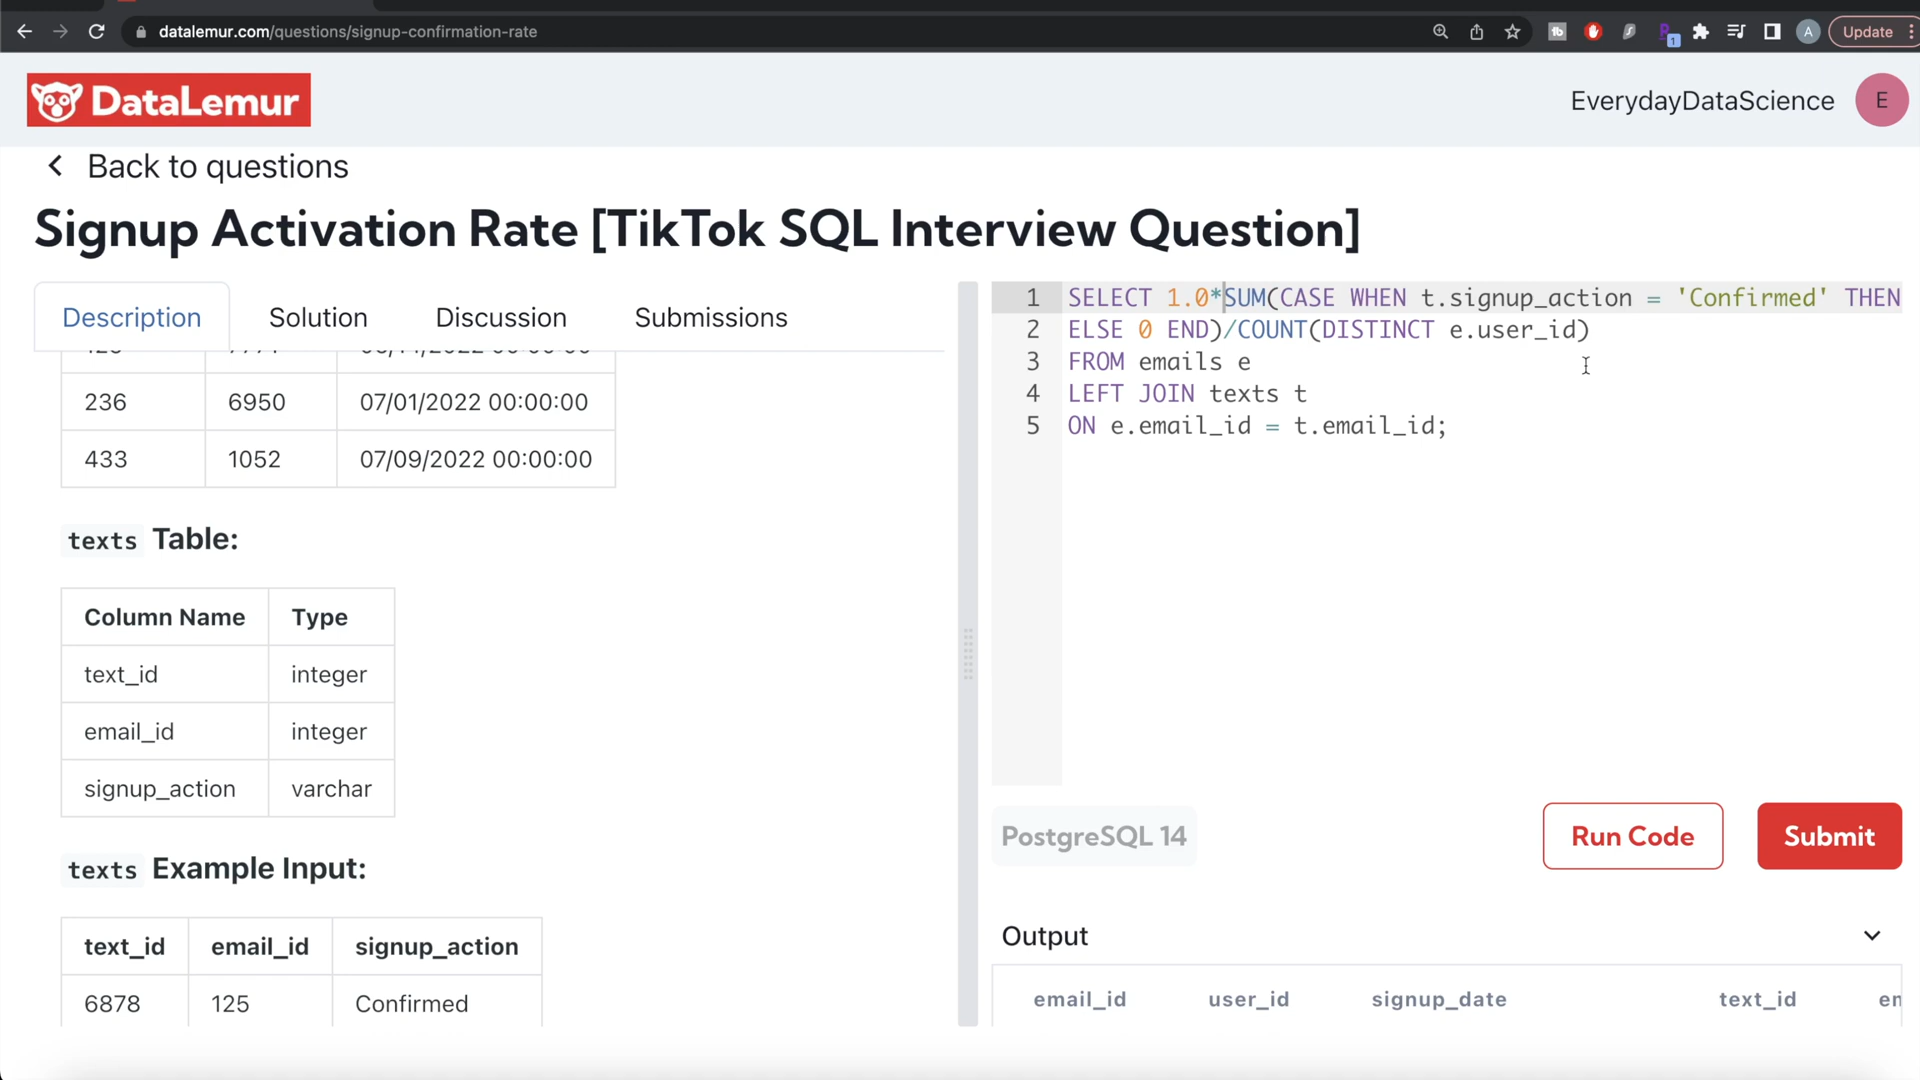 datalemur.com/questions/signup-confirmation-rate
1
A
Update
DataLemur
EverydayDataScience
E
Back to questions
Signup Activation Rate [TikTok SQL Interview Question]
Description
Solution
Discussion
Submissions
236 6950 07/01/2022 00:00:00
433 1052 07/09/2022 00:00:00
texts Table:
Column Name Type
text_id integer
email_id integer
signup_action varchar
texts Example Input:
text_id email_id signup_action
6878 125 Confirmed
1 SELECT 1.0*SUM(CASE WHEN t.signup_action = 'Confirmed' THEN
2 ELSE 0 END)/COUNT(DISTINCT e.user_id)
3 FROM emails e
4 LEFT JOIN texts t
5 ON e.email_id = t.email_id;
PostgreSQL 14
Run Code
Submit
Output
email_id user_id signup_date text_id em